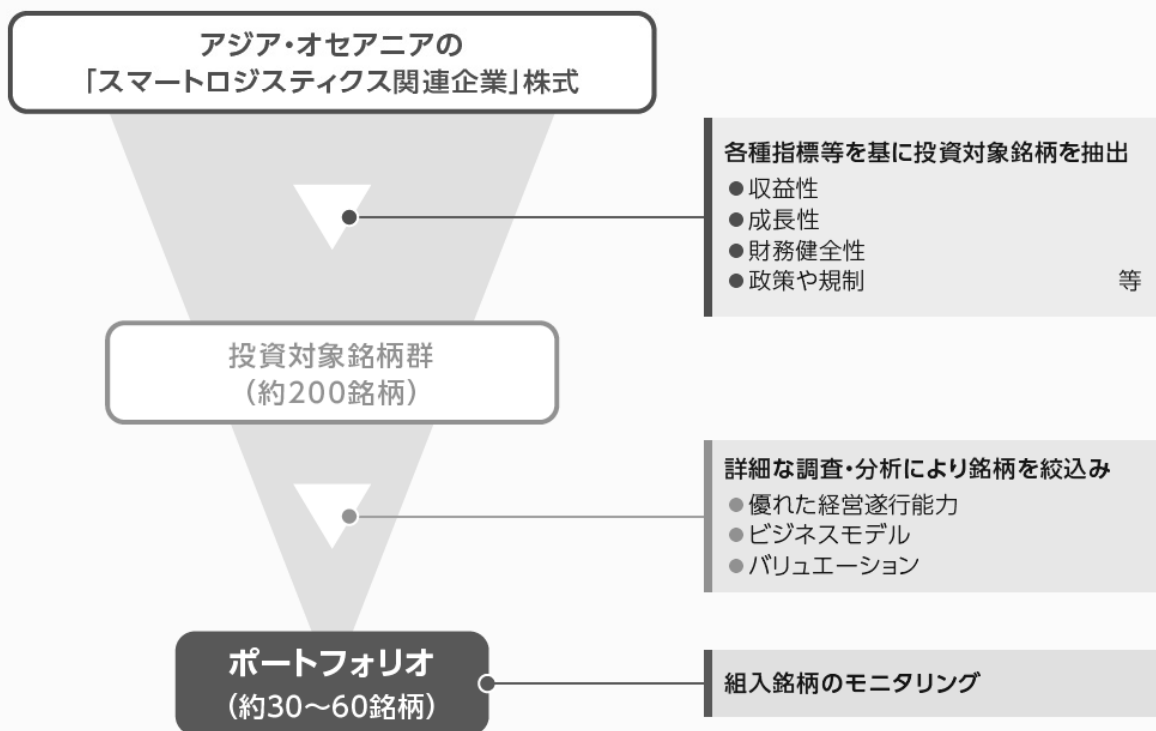 アジア・オセアニアの
「スマートロジスティクス関連企業」株式
各種指標等を基に投資対象銘柄を抽出
●収益性
●成長性
●財務健全性
●政策や規制 等
投資対象銘柄群
(約200銘柄)
詳細な調査・分析により銘柄を絞込み
●優れた経営遂行能力
●ビジネスモデル
●バリュエーション
ポートフォリオ
(約30～60銘柄)
組入銘柄のモニタリング